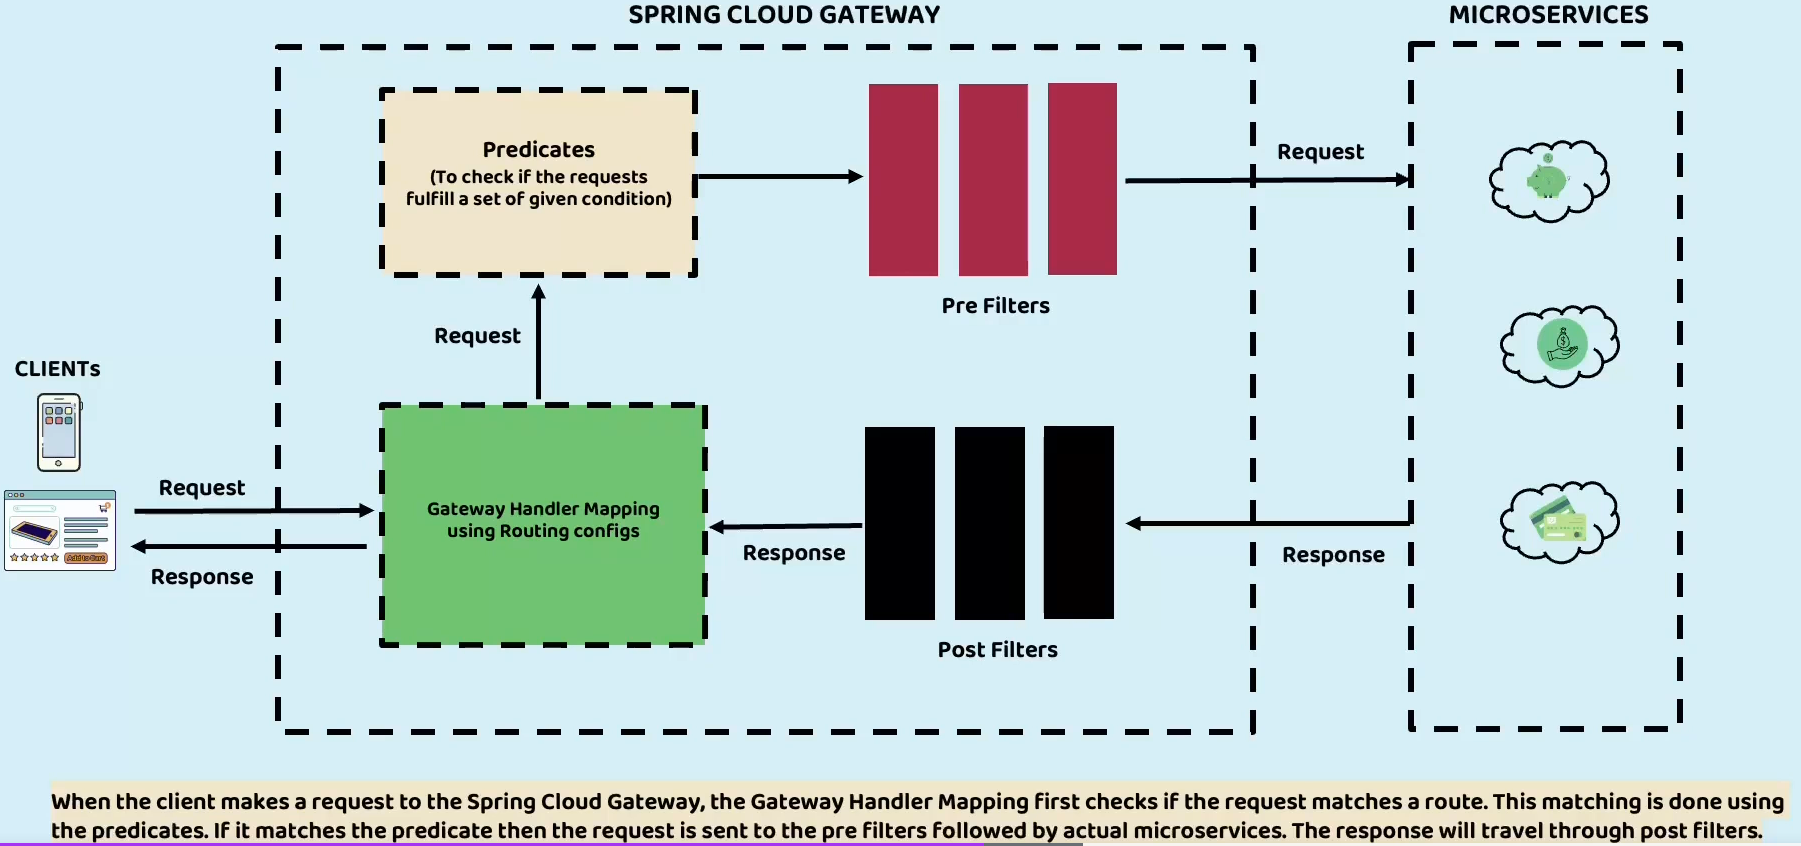 SPRING CLOUD GATEWAY
MICROSERVICES
Predicates
(To check if the requests
fulfill a set of given condition)
Request
Pre Filters
Request
CLIENTs
Request
Response
Gateway Handler Mapping
using Routing configs
Response
Response
Post Filters
Add to Cart
When the client makes a request to the Spring Cloud Gateway, the Gateway Handler Mapping first checks if the request matches a route. This matching is done using
the predicates. If it matches the predicate then the request is sent to the pre filters followed by actual microservices. The response will travel through post filters.